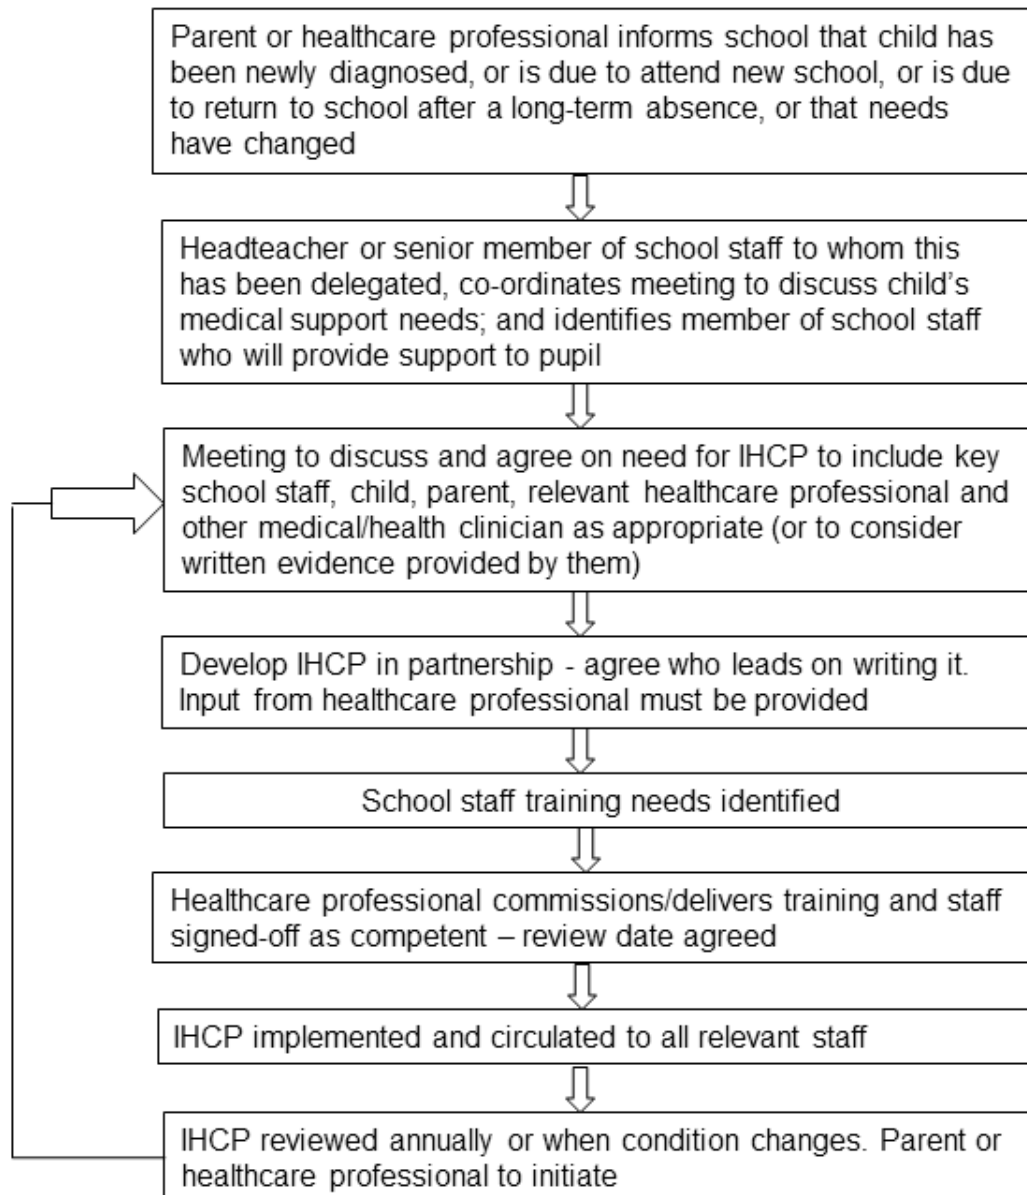 Parent or healthcare professional informs school that child has
been newly diagnosed, or is due to attend new school, or is due
to return to school after a long-term absence, or that needs
have changed
Headteacher or senior member of school staff to whom this
has been delegated, co-ordinates meeting to discuss child's
medical support needs; and identifies member of school staff
who will provide support to pupil
Meeting to discuss and agree on need for IHCP to include key
school staff, child, parent, relevant healthcare professional and
other medical/health clinician as appropriate (or to consider
written evidence provided by them)
Develop IHCP in partnership - agree who leads on writing it.
Input from healthcare professional must be provided
School staff training needs identified
Healthcare professional commissions/delivers training and staff
signed-off as competent – review date agreed
IHCP implemented and circulated to all relevant staff
IHCP reviewed annually or when condition changes. Parent or
healthcare professional to initiate